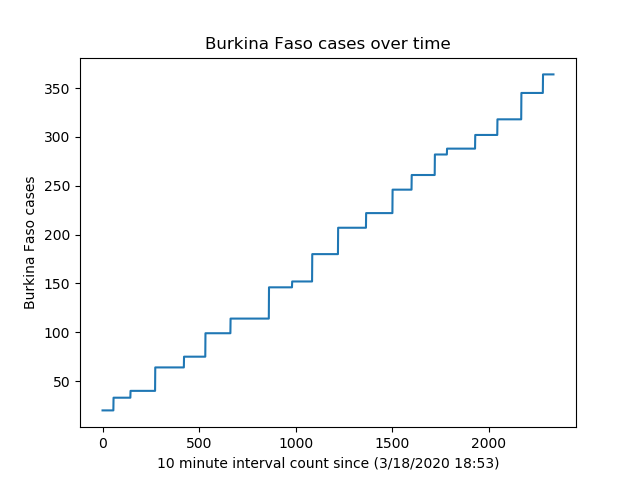 Burkina Faso cases over time
350
300
250
200
150
100
50
Burkina Faso cases
0 500 1000 1500 2000
10 minute interval count since (3/18/2020 18:53)